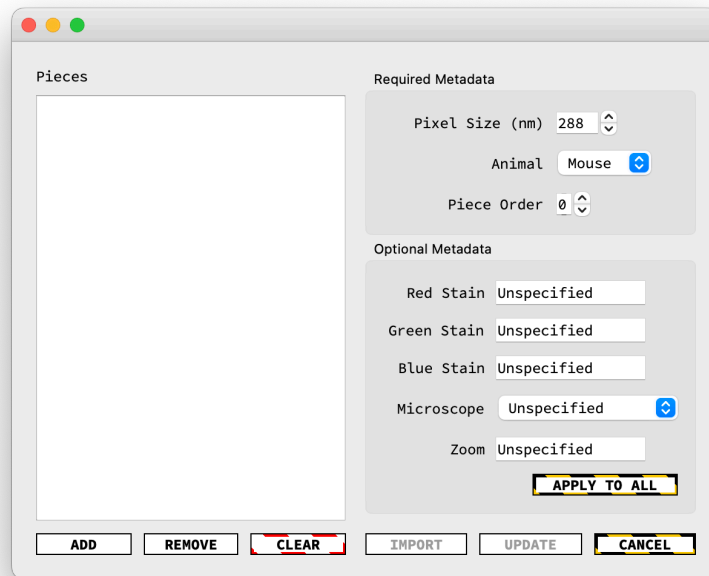 Pieces
Required Metadata
Pixel Size (nm) 288
Animal Mouse
Piece Order 0
Optional Metadata
Red Stain Unspecified
Green Stain Unspecified
Blue Stain Unspecified
Microscope Unspecified
Zoom Unspecified
APPLY TO ALL
ADD REMOVE CLEAR IMPORT UPDATE CANCEL